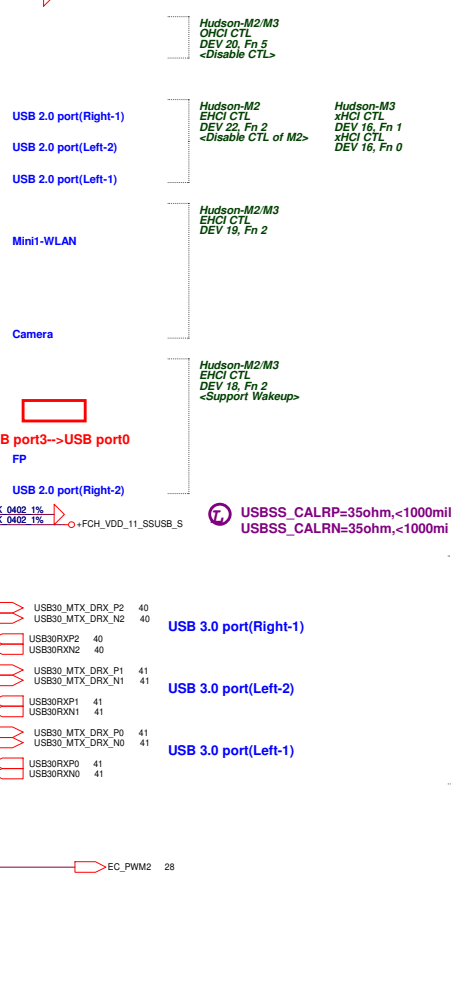 Hudson-M2/M3
OHCI CTL
DEV 20, Fn 5
<Disable CTL>
USB 2.0 port(Right-1)
USB 2.0 port(Left-2)
USB 2.0 port(Left-1)
Hudson-M2
EHCI CTL
DEV 22, Fn 2
<Disable CTL of M2>
Hudson-M3
xHCI CTL
DEV 16, Fn 1
xHCI CTL
DEV 16, Fn 0
Mini1-WLAN
Hudson-M2/M3
EHCI CTL
DEV 19, Fn 2
Camera
Hudson-M2/M3
EHCI CTL
DEV 18, Fn 2
<Support Wakeup>
B port3-->USB port0
FP
USB 2.0 port(Right-2)
K_0402_1%
K_0402_1%
+FCH_VDD_11_SSUSB_S
USBSS_CALRP=35ohm,<1000mil
USBSS_CALRN=35ohm,<1000mi
USB30_MTX_DRX_P2 40
USB30_MTX_DRX_N2 40
USB30RXP2 40
USB30RXN2 40
USB 3.0 port(Right-1)
USB30_MTX_DRX_P1 41
USB30_MTX_DRX_N1 41
USB30RXP1 41
USB30RXN1 41
USB 3.0 port(Left-2)
USB30_MTX_DRX_P0 41
USB30_MTX_DRX_N0 41
USB30RXP0 41
USB30RXN0 41
USB 3.0 port(Left-1)
EC_PWM2 28